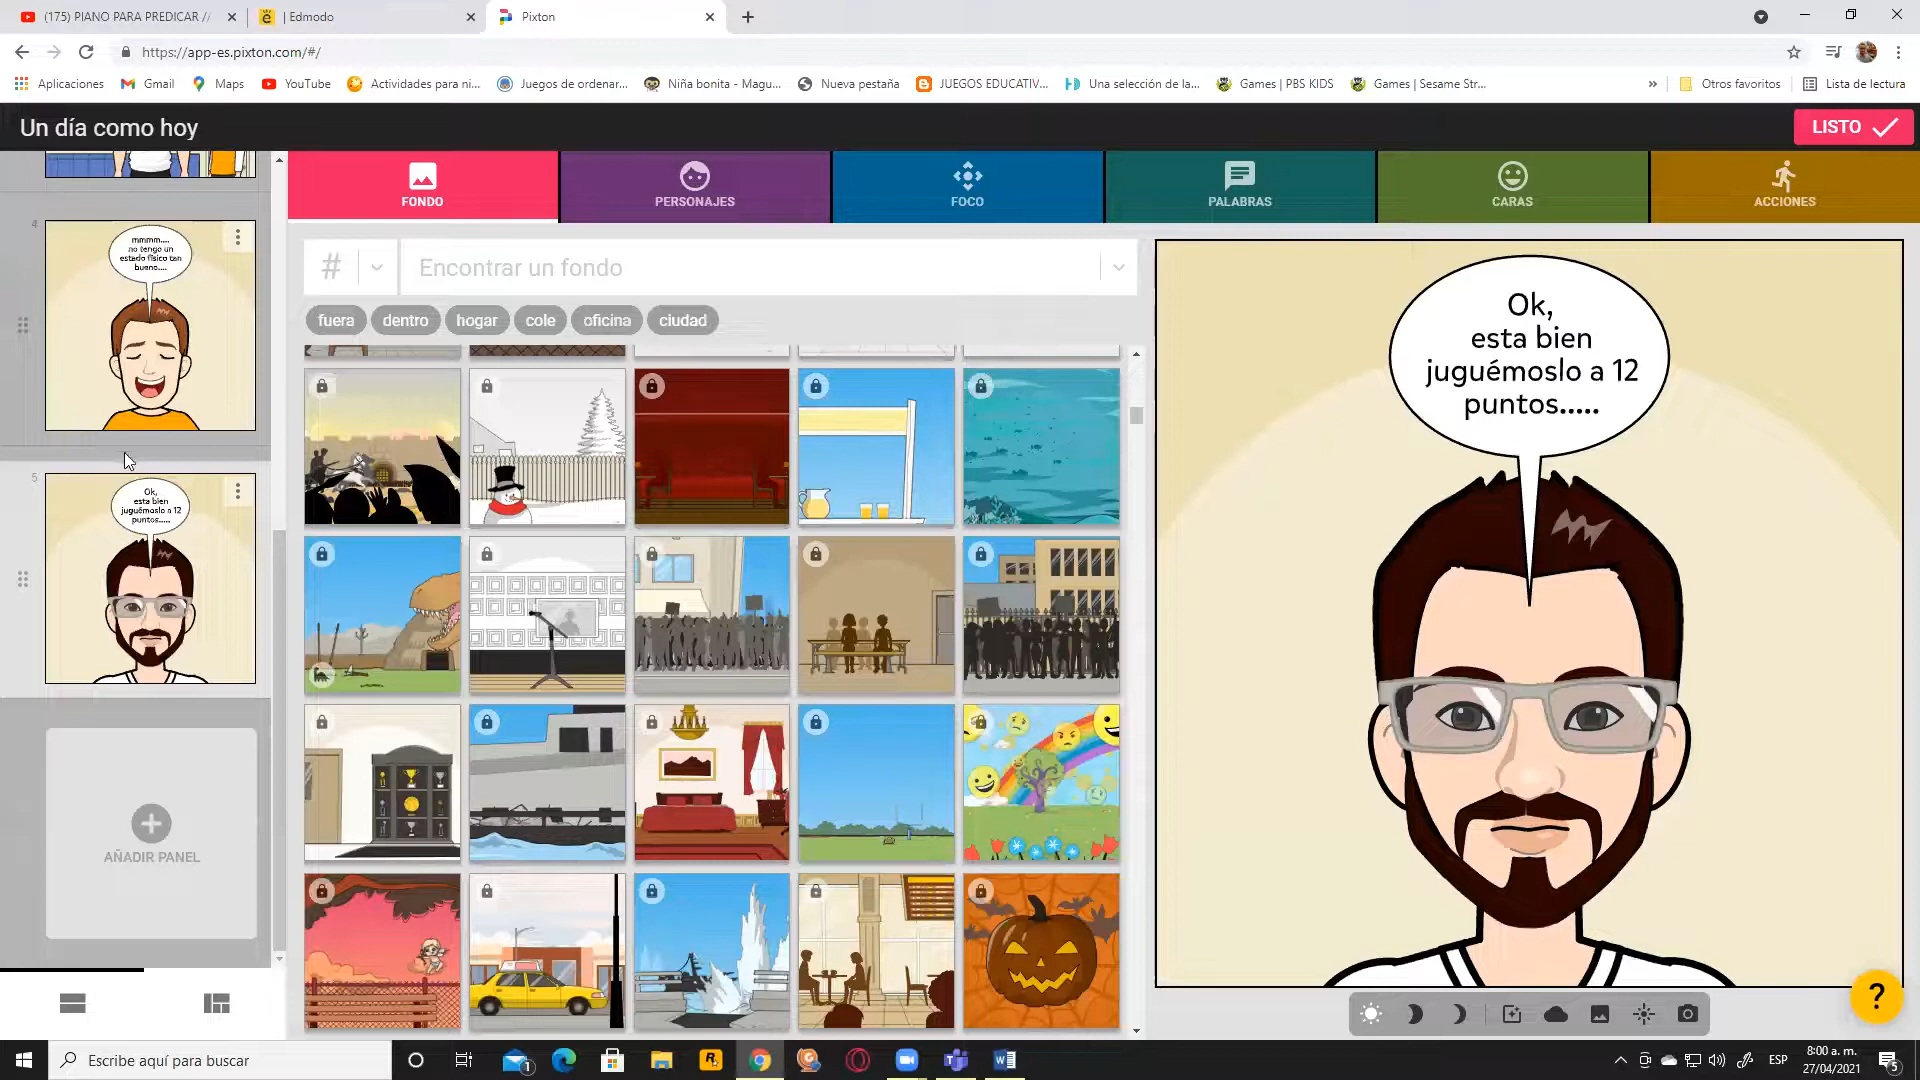 (175) PIANO PARA PREDICAR //
| Edmodo
Pixton
https://app-es.pixton.com/#/
Aplicaciones
Gmail
Maps
YouTube
Actividades para ni...
Juegos de ordenar...
Niña bonita - Magu...
Nueva pestaña
JUEGOS EDUCATIV...
Una selección de la...
Games | PBS KIDS
Games | Sesame Str...
»
Otros favoritos
Lista de lectura
Un día como hoy
LISTO
FONDO
PERSONAJES
FOCO
PALABRAS
CARAS
ACCIONES
4
mmmm....
no tengo un
estado físico tan
bueno....
5
Ok,
esta bien
juguémoslo a 12
puntos.....
AÑADIR PANEL
#
Encontrar un fondo
fuera
dentro
hogar
cole
oficina
ciudad
Ok,
esta bien
juguémoslo a 12
puntos.....
?
Escribe aquí para buscar
1
ESP
8:00 a. m.
27/04/2021
5